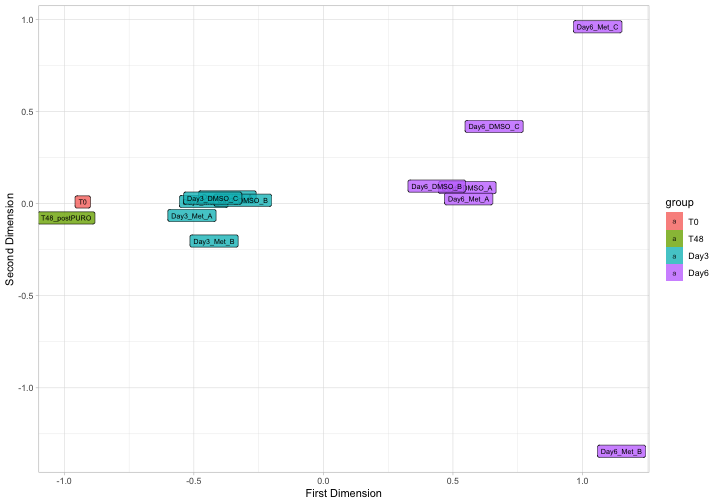 1.0
0.5
0.0
-0.5
-1.0
-1.0
-0.5
0.0
0.5
1.0
First Dimension
Second Dimension
Day6_Met_C
Day6_DMSO_C
Day6_DMSO_B
DMSO_A
Day6_Met_A
T0
T48_postPURO
Day3_DMSO_C
SO_B
Day3_Met_A
Day3_Met_B
Day6_Met_B
group
a T0
a T48
a Day3
a Day6